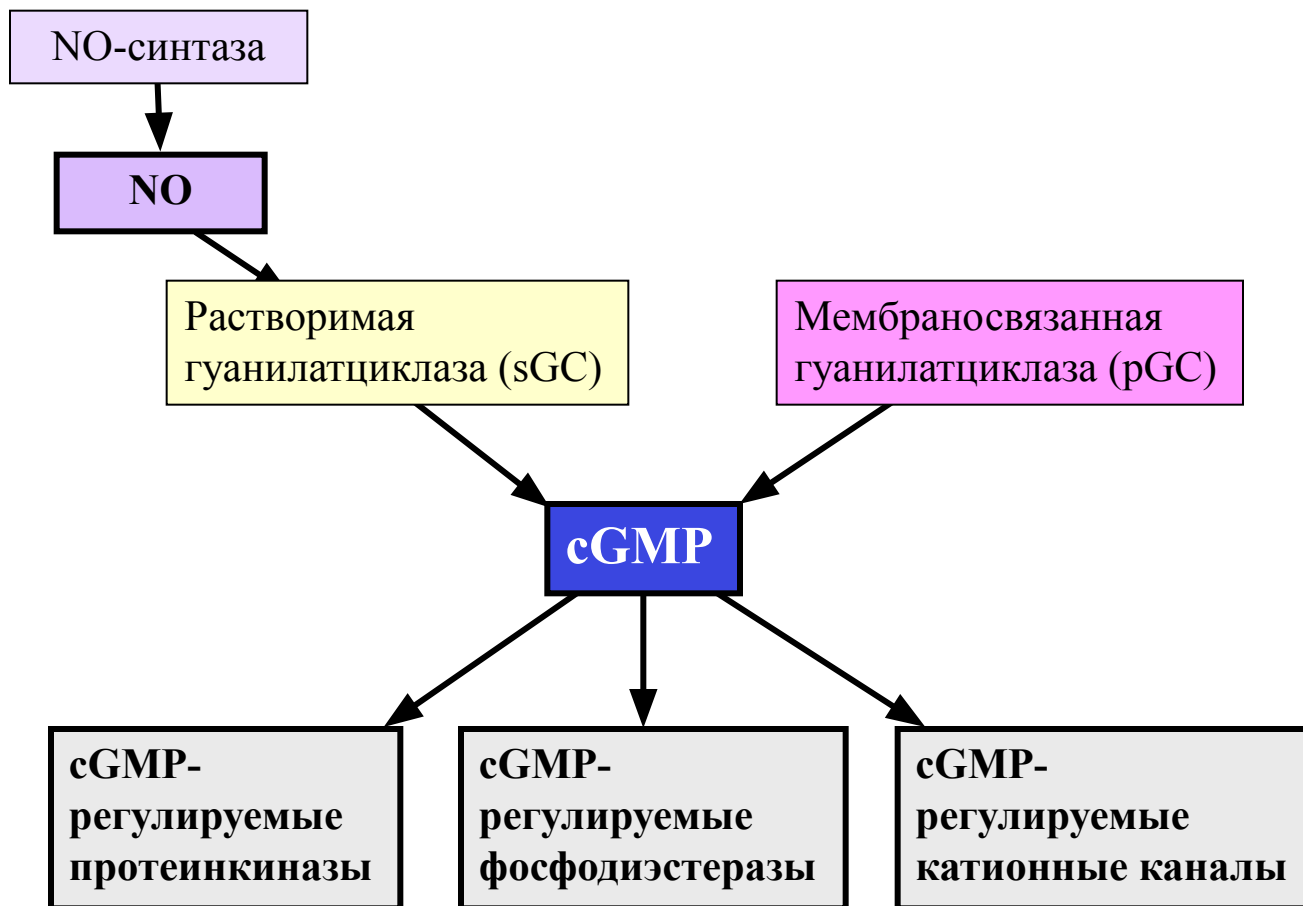 NO-синтаза
NO
Растворимая
гуанилатциклаза (sGC)
Мембраносвязанная
гуанилатциклаза (pGC)
cGMP
cGMP-
регулируемые
протеинкиназы
cGMP-
регулируемые
фосфодиэстеразы
cGMP-
регулируемые
катионные каналы